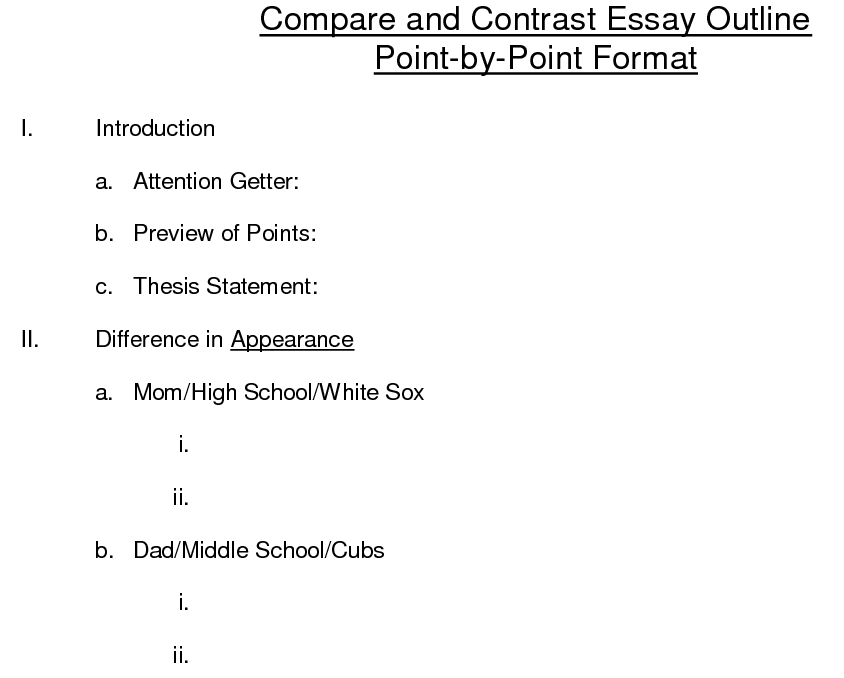 Compare and Contrast Essay Outline
Point-by-Point Format
I. Introduction
a. Attention Getter:
b. Preview of Points:
c. Thesis Statement:
II. Difference in Appearance
a. Mom/High School/White Sox
i.
ii.
b. Dad/Middle School/Cubs
i.
ii.